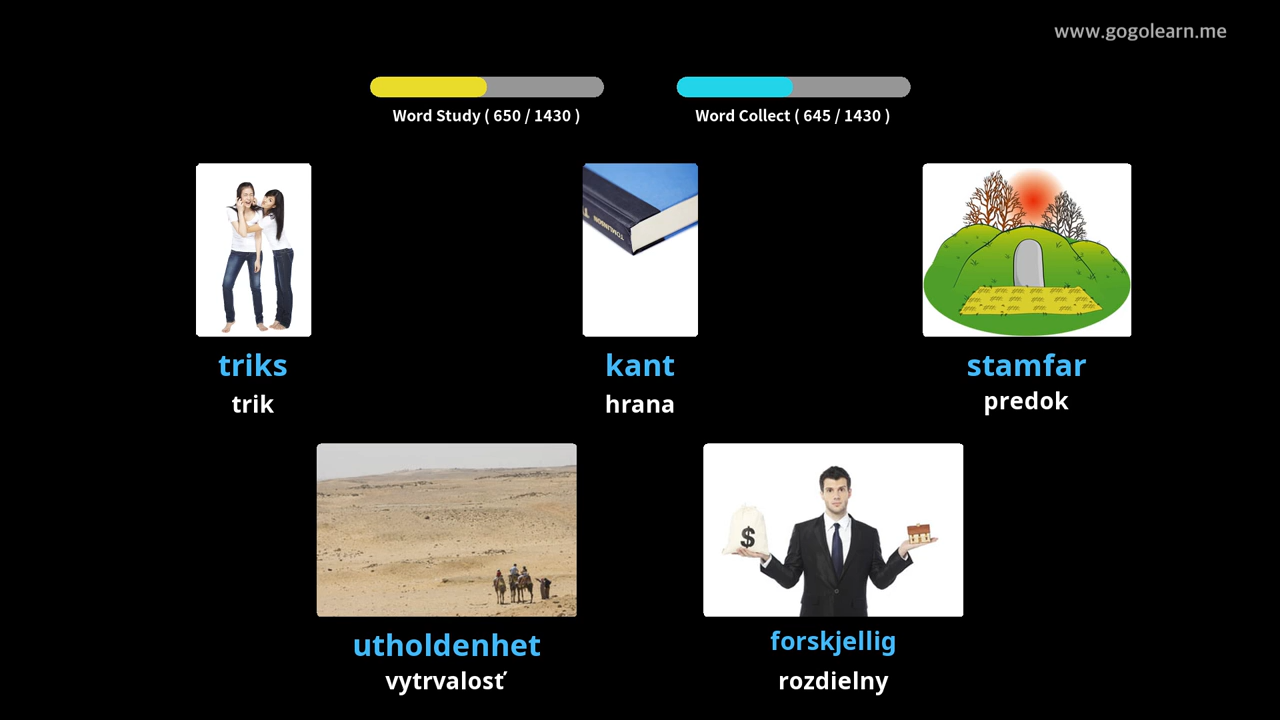 www.gogolearn.me
Word Study ( 650 / 1430 )
Word Collect ( 645 / 1430 )
TOMLINSON
$
triks
trik
kant
hrana
stamfar
predok
utholdenhet
vytrvalosť
forskjellig
rozdielny